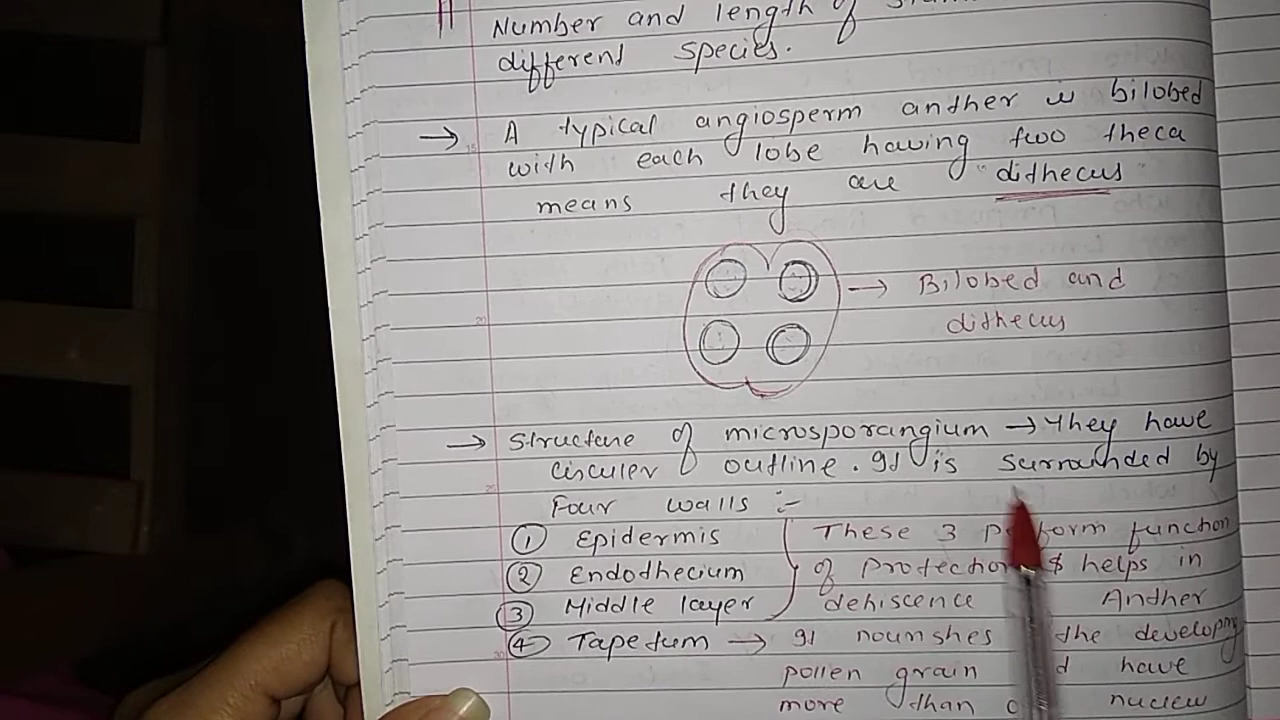 Number and length of
different species.
→ A typical angiosperm anther is bilobed
with each lobe having two theca
means they are "dithecus"
→ Bilobed and
dithecus
→ Structure of microsporangium → They have
circuler outline. It is surrounded by
Four walls :-
① Epidermis These 3 perform function
② Endothecium of Protection & helps in
③ Middle layer dehiscence Anther
④ Tapetum → It nourishes the developng
pollen grain have
more than nucleu